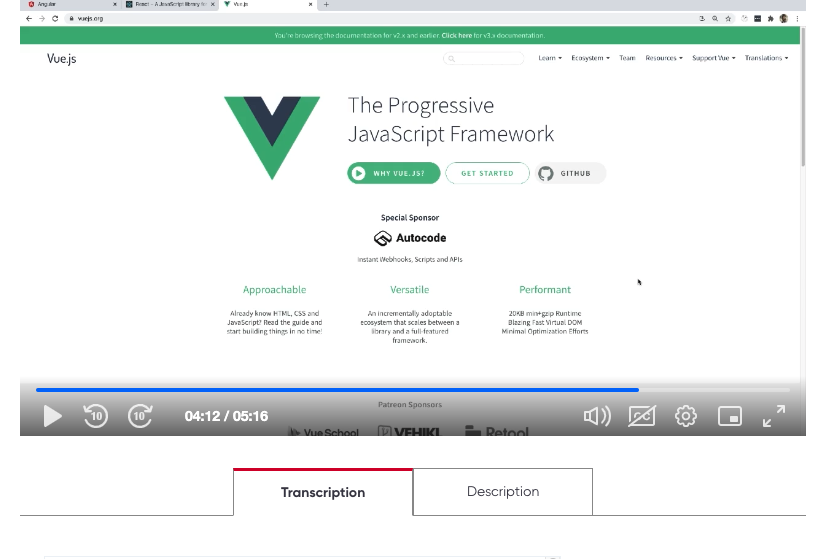 Angular
React – A JavaScript library for
Vue.js
vuejs.org
You're browsing the documentation for v2.x and earlier. Click here for v3.x documentation.
Vue.js
Learn
Ecosystem
Team
Resources
Support Vue
Translations
The Progressive
JavaScript Framework
WHY VUE.JS?
GET STARTED
GITHUB
Special Sponsor
Autocode
Instant Webhooks, Scripts and APIs
Approachable
Already know HTML, CSS and
JavaScript? Read the guide and
start building things in no time!
Versatile
An incrementally adoptable
ecosystem that scales between a
library and a full-featured
framework.
Performant
20KB min+gzip Runtime
Blazing Fast Virtual DOM
Minimal Optimization Efforts
Patreon Sponsors
Vue School
VEHIKL
Retool
10
10
04:12 / 05:16
CC
Transcription
Description